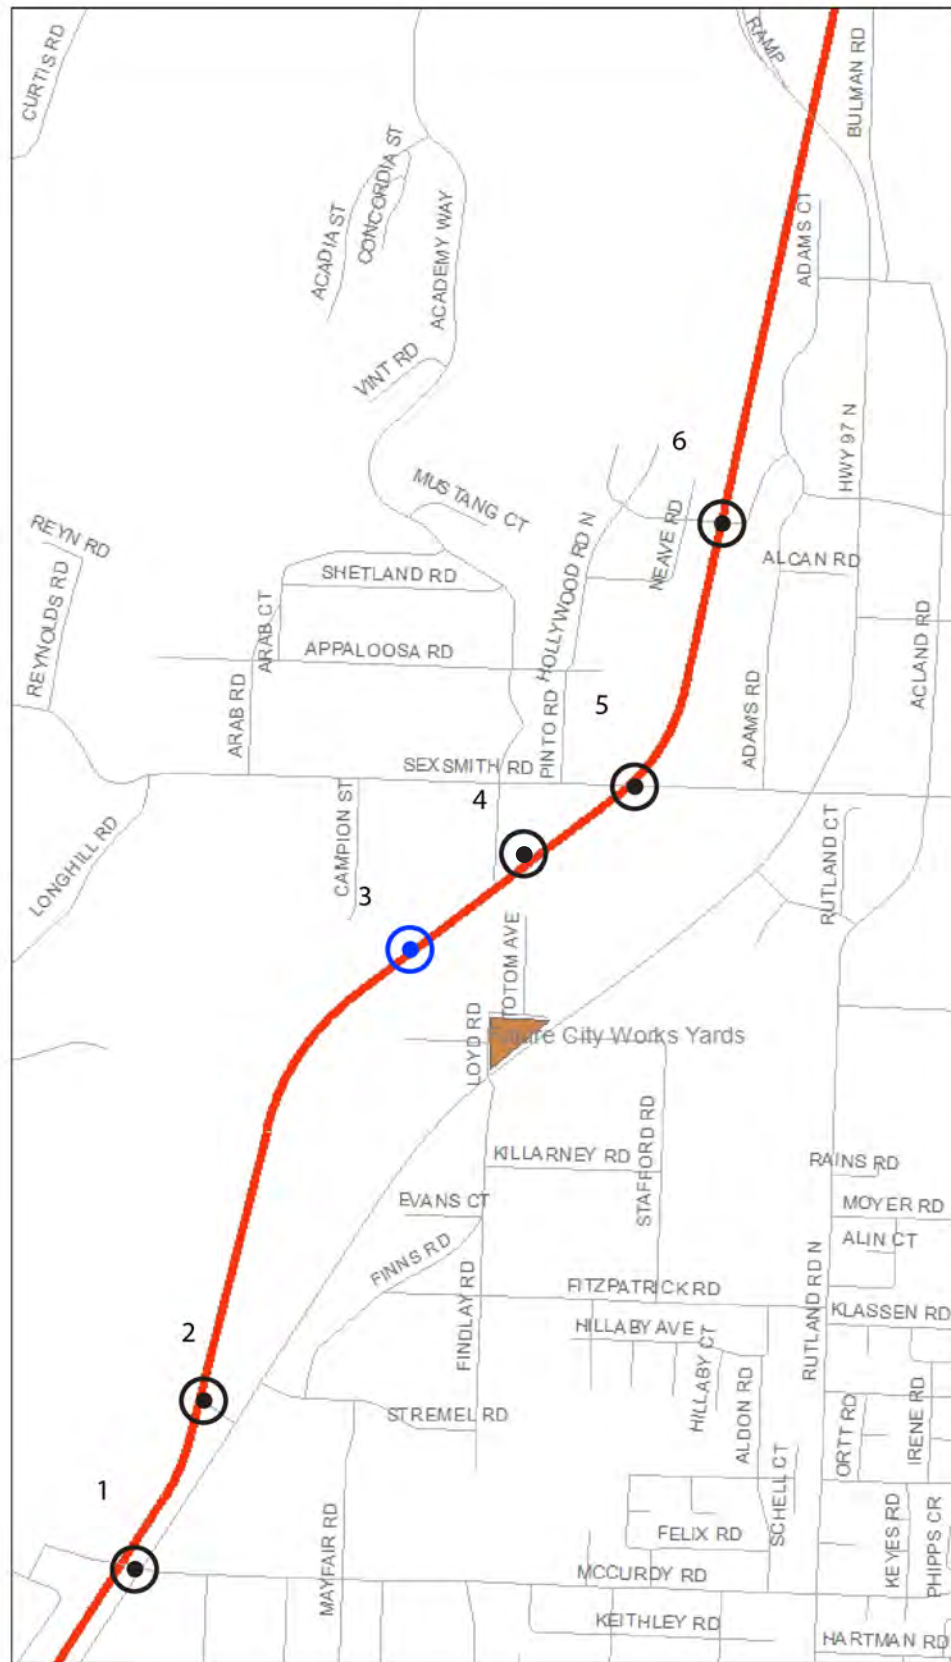 CURTIS RD
RAMP
BULMAN RD
CONCORDIA ST
ACADIA ST
ACADEMY WAY
ADAMS CT
VINT RD
HWY 97 N
6
MUSTANG CT
HOLLYWOOD RD N
NEAVE RD
REYN RD
ALCAN RD
SHETLAND RD
REYNOLDS RD
ARAB CT
ACLAND RD
APPALOOSA RD
ARAB RD
PINTO RD
5
ADAMS RD
SEXSMITH RD
4
CAMPION ST
LONGHILL RD
RUTLAND CT
3
TOTOM AVE
LOYD RD
Future City Works Yards
STAFFORD RD
KILLARNEY RD
RAINS RD
EVANS CT
MOYER RD
ALIN CT
FINNS RD
FINDLAY RD
FITZPATRICK RD
RUTLAND RD N
KLASSEN RD
2
HILLABY AVE
HILLABY CT
ALDON RD
STREMEL RD
ORTT RD
IRENE RD
1
SCHELL CT
MAYFAIR RD
FELIX RD
KEYES RD
PHIPPS CR
MCCURDY RD
KEITHLEY RD
HARTMAN RD